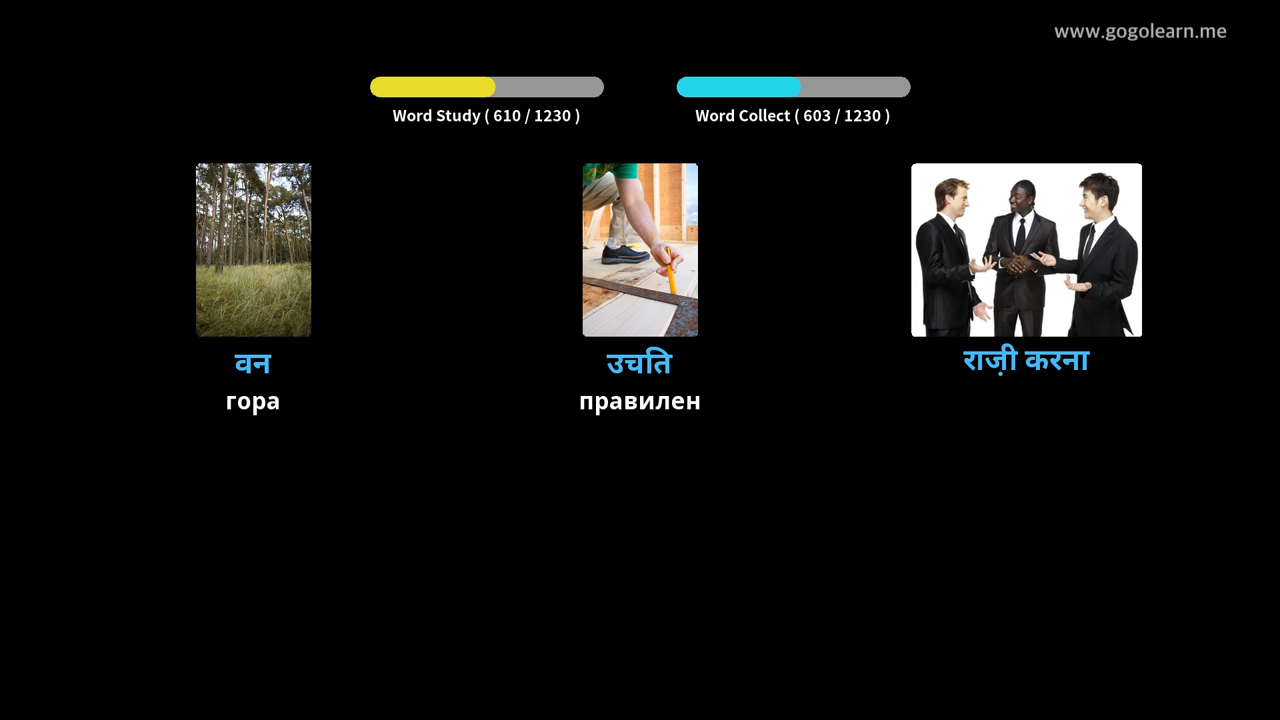 www.gogolearn.me
Word Study ( 610 / 1230 )
Word Collect ( 603 / 1230 )
वन
гора
उचति
правилен
राज़ी करना